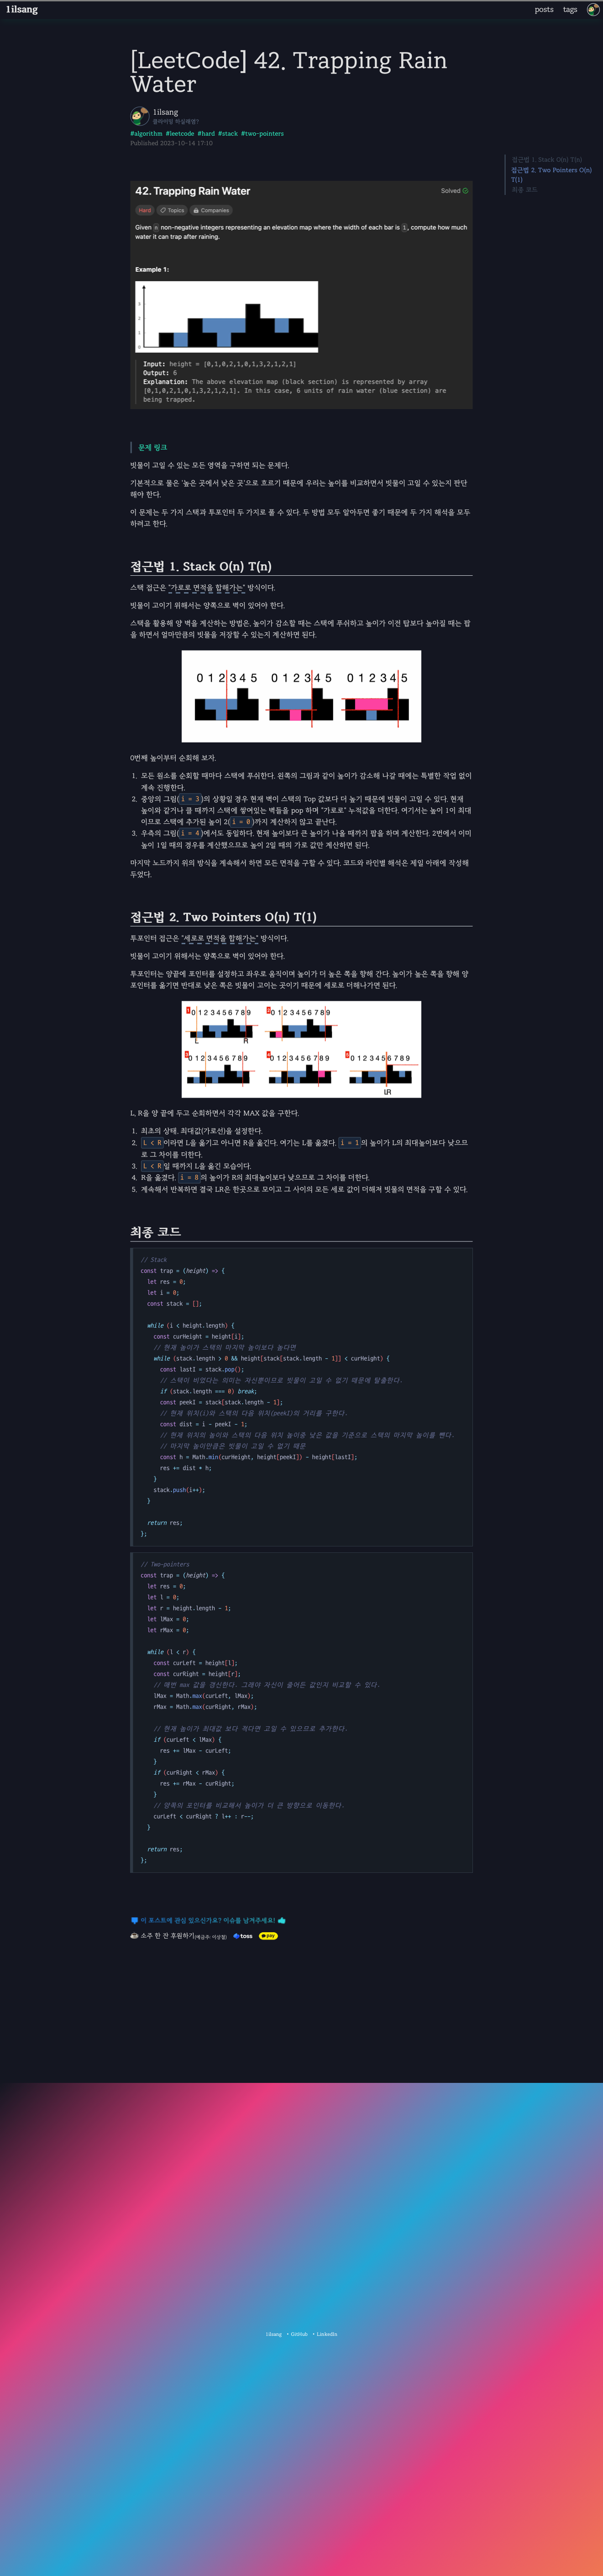 1ilsang
posts
tags
[LeetCode] 42. Trapping Rain
Water
1ilsang
클라이밍 하실래염?
#algorithm #leetcode #hard #stack #two-pointers
Published 2023-10-14 17:10
접근법 1. Stack O(n) T(n)
접근법 2. Two Pointers O(n)
T(1)
최종 코드
42. Trapping Rain Water
Solved
Hard Topics Companies
Given n non-negative integers representing an elevation map where the width of each bar is 1, compute how much
water it can trap after raining.
Example 1:
3
2
1
0
Input: height = [0,1,0,2,1,0,1,3,2,1,2,1]
Output: 6
Explanation: The above elevation map (black section) is represented by array
[0,1,0,2,1,0,1,3,2,1,2,1]. In this case, 6 units of rain water (blue section) are
being trapped.
문제 링크
빗물이 고일 수 있는 모든 영역을 구하면 되는 문제다.
기본적으로 물은 '높은 곳에서 낮은 곳'으로 흐르기 때문에 우리는 높이를 비교하면서 빗물이 고일 수 있는지 판단
해야 한다.
이 문제는 두 가지 스택과 투포인터 두 가지로 풀 수 있다. 두 방법 모두 알아두면 좋기 때문에 두 가지 해석을 모두
하려고 한다.
접근법 1. Stack O(n) T(n)
스택 접근은 "가로로 면적을 합해가는" 방식이다.
빗물이 고이기 위해서는 양쪽으로 벽이 있어야 한다.
스택을 활용해 양 벽을 계산하는 방법은, 높이가 감소할 때는 스택에 푸쉬하고 높이가 이전 탑보다 높아질 때는 팝
을 하면서 얼마만큼의 빗물을 저장할 수 있는지 계산하면 된다.
0 1 2 3 4 5 0 1 2 3 4 5 0 1 2 3 4 5
0번째 높이부터 순회해 보자.
1. 모든 원소를 순회할 때마다 스택에 푸쉬한다. 왼쪽의 그림과 같이 높이가 감소해 나갈 때에는 특별한 작업 없이
계속 진행한다.
2. 중앙의 그림(i = 3)의 상황일 경우 현재 벽이 스택의 Top 값보다 더 높기 때문에 빗물이 고일 수 있다. 현재
높이와 같거나 클 때까지 스택에 쌓여있는 벽들을 pop 하며 "가로로" 누적값을 더한다. 여기서는 높이 1이 최대
이므로 스택에 추가된 높이 2(i = 0)까지 계산하지 않고 끝난다.
3. 우측의 그림(i = 4)에서도 동일하다. 현재 높이보다 큰 높이가 나올 때까지 탑을 하며 계산한다. 2번에서 이미
높이 1일 때의 경우를 계산했으므로 높이 2일 때의 가로 값만 계산하면 된다.
마지막 노드까지 위의 방식을 계속해서 하면 모든 면적을 구할 수 있다. 코드와 라인별 해석은 제일 아래에 작성해
두었다.
접근법 2. Two Pointers O(n) T(1)
투포인터 접근은 "세로로 면적을 합해가는" 방식이다.
빗물이 고이기 위해서는 양쪽으로 벽이 있어야 한다.
투포인터는 양끝에 포인터를 설정하고 좌우로 움직이며 높이가 더 높은 쪽을 향해 간다. 높이가 높은 쪽을 향해 양
포인터를 옮기면 반대로 낮은 쪽은 빗물이 고이는 곳이기 때문에 세로로 더해나가면 된다.
1 0 1 2 3 4 5 6 7 8 9 2 0 1 2 3 4 5 6 7 8 9
L R
3 0 1 2 3 4 5 6 7 8 9 4 0 1 2 3 4 5 6 7 8 9 5 0 1 2 3 4 5 6 7 8 9
LR
L, R을 양 끝에 두고 순회하면서 각각 MAX 값을 구한다.
1. 최초의 상태. 최대값(가로선)을 설정한다.
2. L < R이라면 L을 옮기고 아니면 R을 옮긴다. 여기는 L를 옮겼다. i = 1의 높이가 L의 최대높이보다 낮으므
로 그 차이를 더한다.
3. L < R일 때까지 L을 옮긴 모습이다.
4. R을 옮겼다. i = 8의 높이가 R의 최대높이보다 낮으므로 그 차이를 더한다.
5. 계속해서 반복하면 결국 LR은 한곳으로 모이고 그 사이의 모든 세로 값이 더해져 빗물의 면적을 구할 수 있다.
최종 코드
// Stack
const trap = (height) => {
let res = 0;
let i = 0;
const stack = [];
while (i < height.length) {
const curHeight = height[i];
// 현재 높이가 스택의 마지막 높이보다 높다면
while (stack.length > 0 && height[stack[stack.length - 1]] < curHeight) {
const lastI = stack.pop();
// 스택이 비었다는 의미는 자신뿐이므로 빗물이 고일 수 없기 때문에 탈출한다.
if (stack.length === 0) break;
const peekI = stack[stack.length - 1];
// 현재 위치(i)와 스택의 다음 위치(peekI)의 거리를 구한다.
const dist = i - peekI - 1;
// 현재 위치의 높이와 스택의 다음 위치 높이중 낮은 값을 기준으로 스택의 마지막 높이를 뺀다.
// 마지막 높이만큼은 빗물이 고일 수 없기 때문
const h = Math.min(curHeight, height[peekI]) - height[lastI];
res += dist * h;
}
stack.push(i++);
}
return res;
};
// Two-pointers
const trap = (height) => {
let res = 0;
let l = 0;
let r = height.length - 1;
let lMax = 0;
let rMax = 0;
while (l < r) {
const curLeft = height[l];
const curRight = height[r];
// 매번 max 값을 갱신한다. 그래야 자신이 줄어든 값인지 비교할 수 있다.
lMax = Math.max(curLeft, lMax);
rMax = Math.max(curRight, rMax);
// 현재 높이가 최대값 보다 작다면 고일 수 있으므로 추가한다.
if (curLeft < lMax) {
res += lMax - curLeft;
}
if (curRight < rMax) {
res += rMax - curRight;
}
// 양쪽의 포인터를 비교해서 높이가 더 큰 방향으로 이동한다.
curLeft < curRight ? l++ : r--;
}
return res;
};
이 포스트에 관심 있으신가요? 이슈를 남겨주세요!
소주 한 잔 후원하기(예금주: 이상철) toss pay
1ilsang • GitHub • LinkedIn